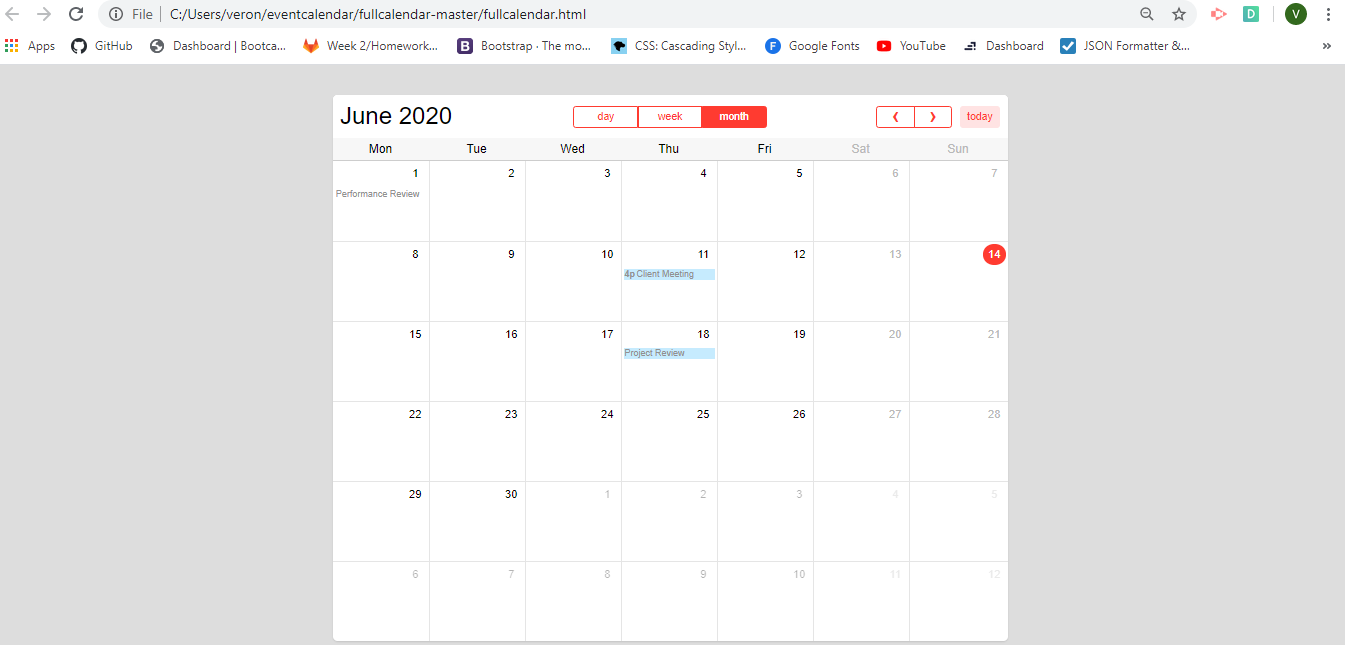 File C:/Users/veron/eventcalendar/fullcalendar-master/fullcalendar.html D V
Apps GitHub Dashboard | Bootca... Week 2/Homework... B Bootstrap · The mo... CSS: Cascading Styl... F Google Fonts YouTube Dashboard JSON Formatter &... »
June 2020 day week month ❮ ❯ today
Mon Tue Wed Thu Fri Sat Sun
1 2 3 4 5 6 7
Performance Review
8 9 10 11 12 13 14
4p Client Meeting
15 16 17 18 19 20 21
Project Review
22 23 24 25 26 27 28
29 30 1 2 3 4 5
6 7 8 9 10 11 12